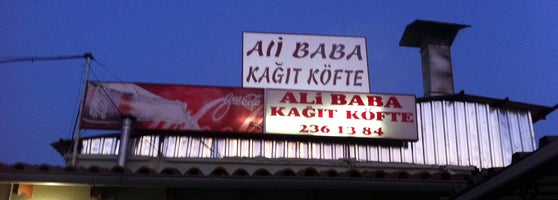 Ali BABA
KAĞIT KÖFTE
Coca-Cola
ALİ BABA
KAĞIT KÖFTE
236 13 84